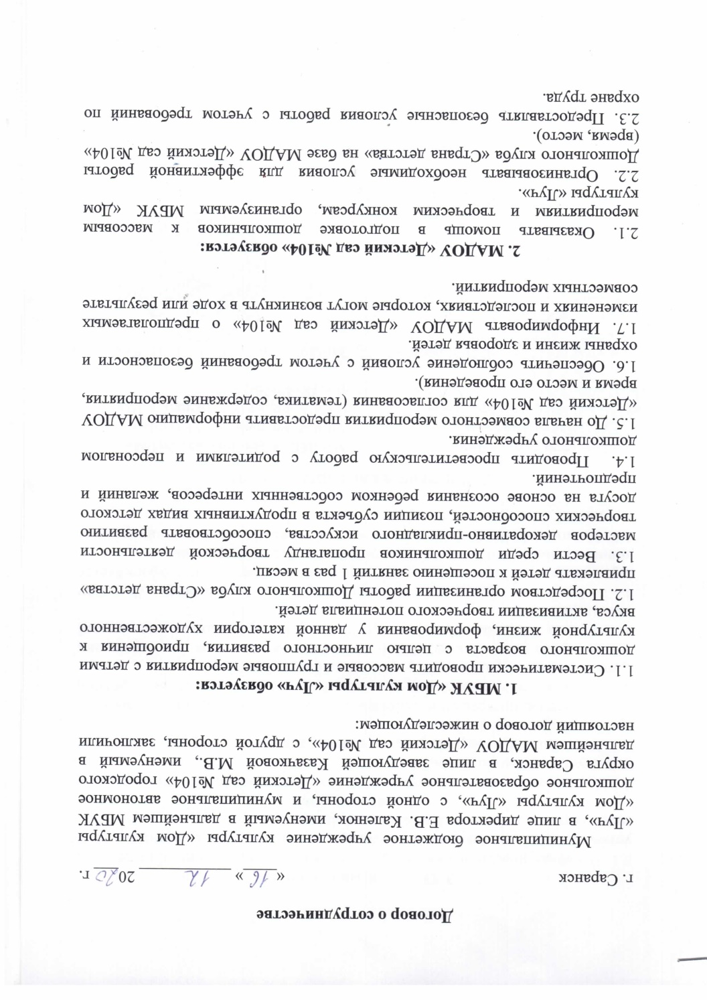 Договор о сотрудничестве
г. Саранск « 16 » 12 2020 г.
Муниципальное бюджетное учреждение культуры «Дом культуры
«Луч», в лице директора Е.В. Каленюк, именуемый в дальнейшем МБУК
«Дом культуры «Луч», с одной стороны, и муниципальное автономное
дошкольное образовательное учреждение «Детский сад №104» городского
округа Саранск, в лице заведующей Казачковой М.В., именуемый в
дальнейшем МАДОУ «Детский сад №104», с другой стороны, заключили
настоящий договор о нижеследующем:
1. МБУК «Дом культуры «Луч» обязуется:
1.1. Систематически проводить массовые и групповые мероприятия с детьми
дошкольного возраста с целью личностного развития, приобщения к
культурной жизни, формирования у данной категории художественного
вкуса, активизации творческого потенциала детей.
1.2. Посредством организации работы Дошкольного клуба «Страна детства»
привлекать детей к посещению занятий 1 раз в месяц.
1.3. Вести среди дошкольников пропаганду творческой деятельности
мастеров декоративно-прикладного искусства, способствовать развитию
творческих способностей, позиции субъекта в продуктивных видах детского
досуга на основе осознания ребенком собственных интересов, желаний и
предпочтений.
1.4. Проводить просветительскую работу с родителями и персоналом
дошкольного учреждения.
1.5. До начала совместного мероприятия предоставить информацию МАДОУ
«Детский сад №104» для согласования (тематика, содержание мероприятия,
время и место его проведения).
1.6. Обеспечить соблюдение условий с учетом требований безопасности и
охраны жизни и здоровья детей.
1.7. Информировать МАДОУ «Детский сад №104» о предполагаемых
изменениях и последствиях, которые могут возникнуть в ходе или результате
совместных мероприятий.
2. МАДОУ «Детский сад №104» обязуется:
2.1. Оказывать помощь в подготовке дошкольников к массовым
мероприятиям и творческим конкурсам, организуемым МБУК «Дом
культуры «Луч».
2.2. Организовывать необходимые условия для эффективной работы
Дошкольного клуба «Страна детства» на базе МАДОУ «Детский сад №104»
(время, место).
2.3. Предоставлять безопасные условия работы с учетом требований по
охране труда.